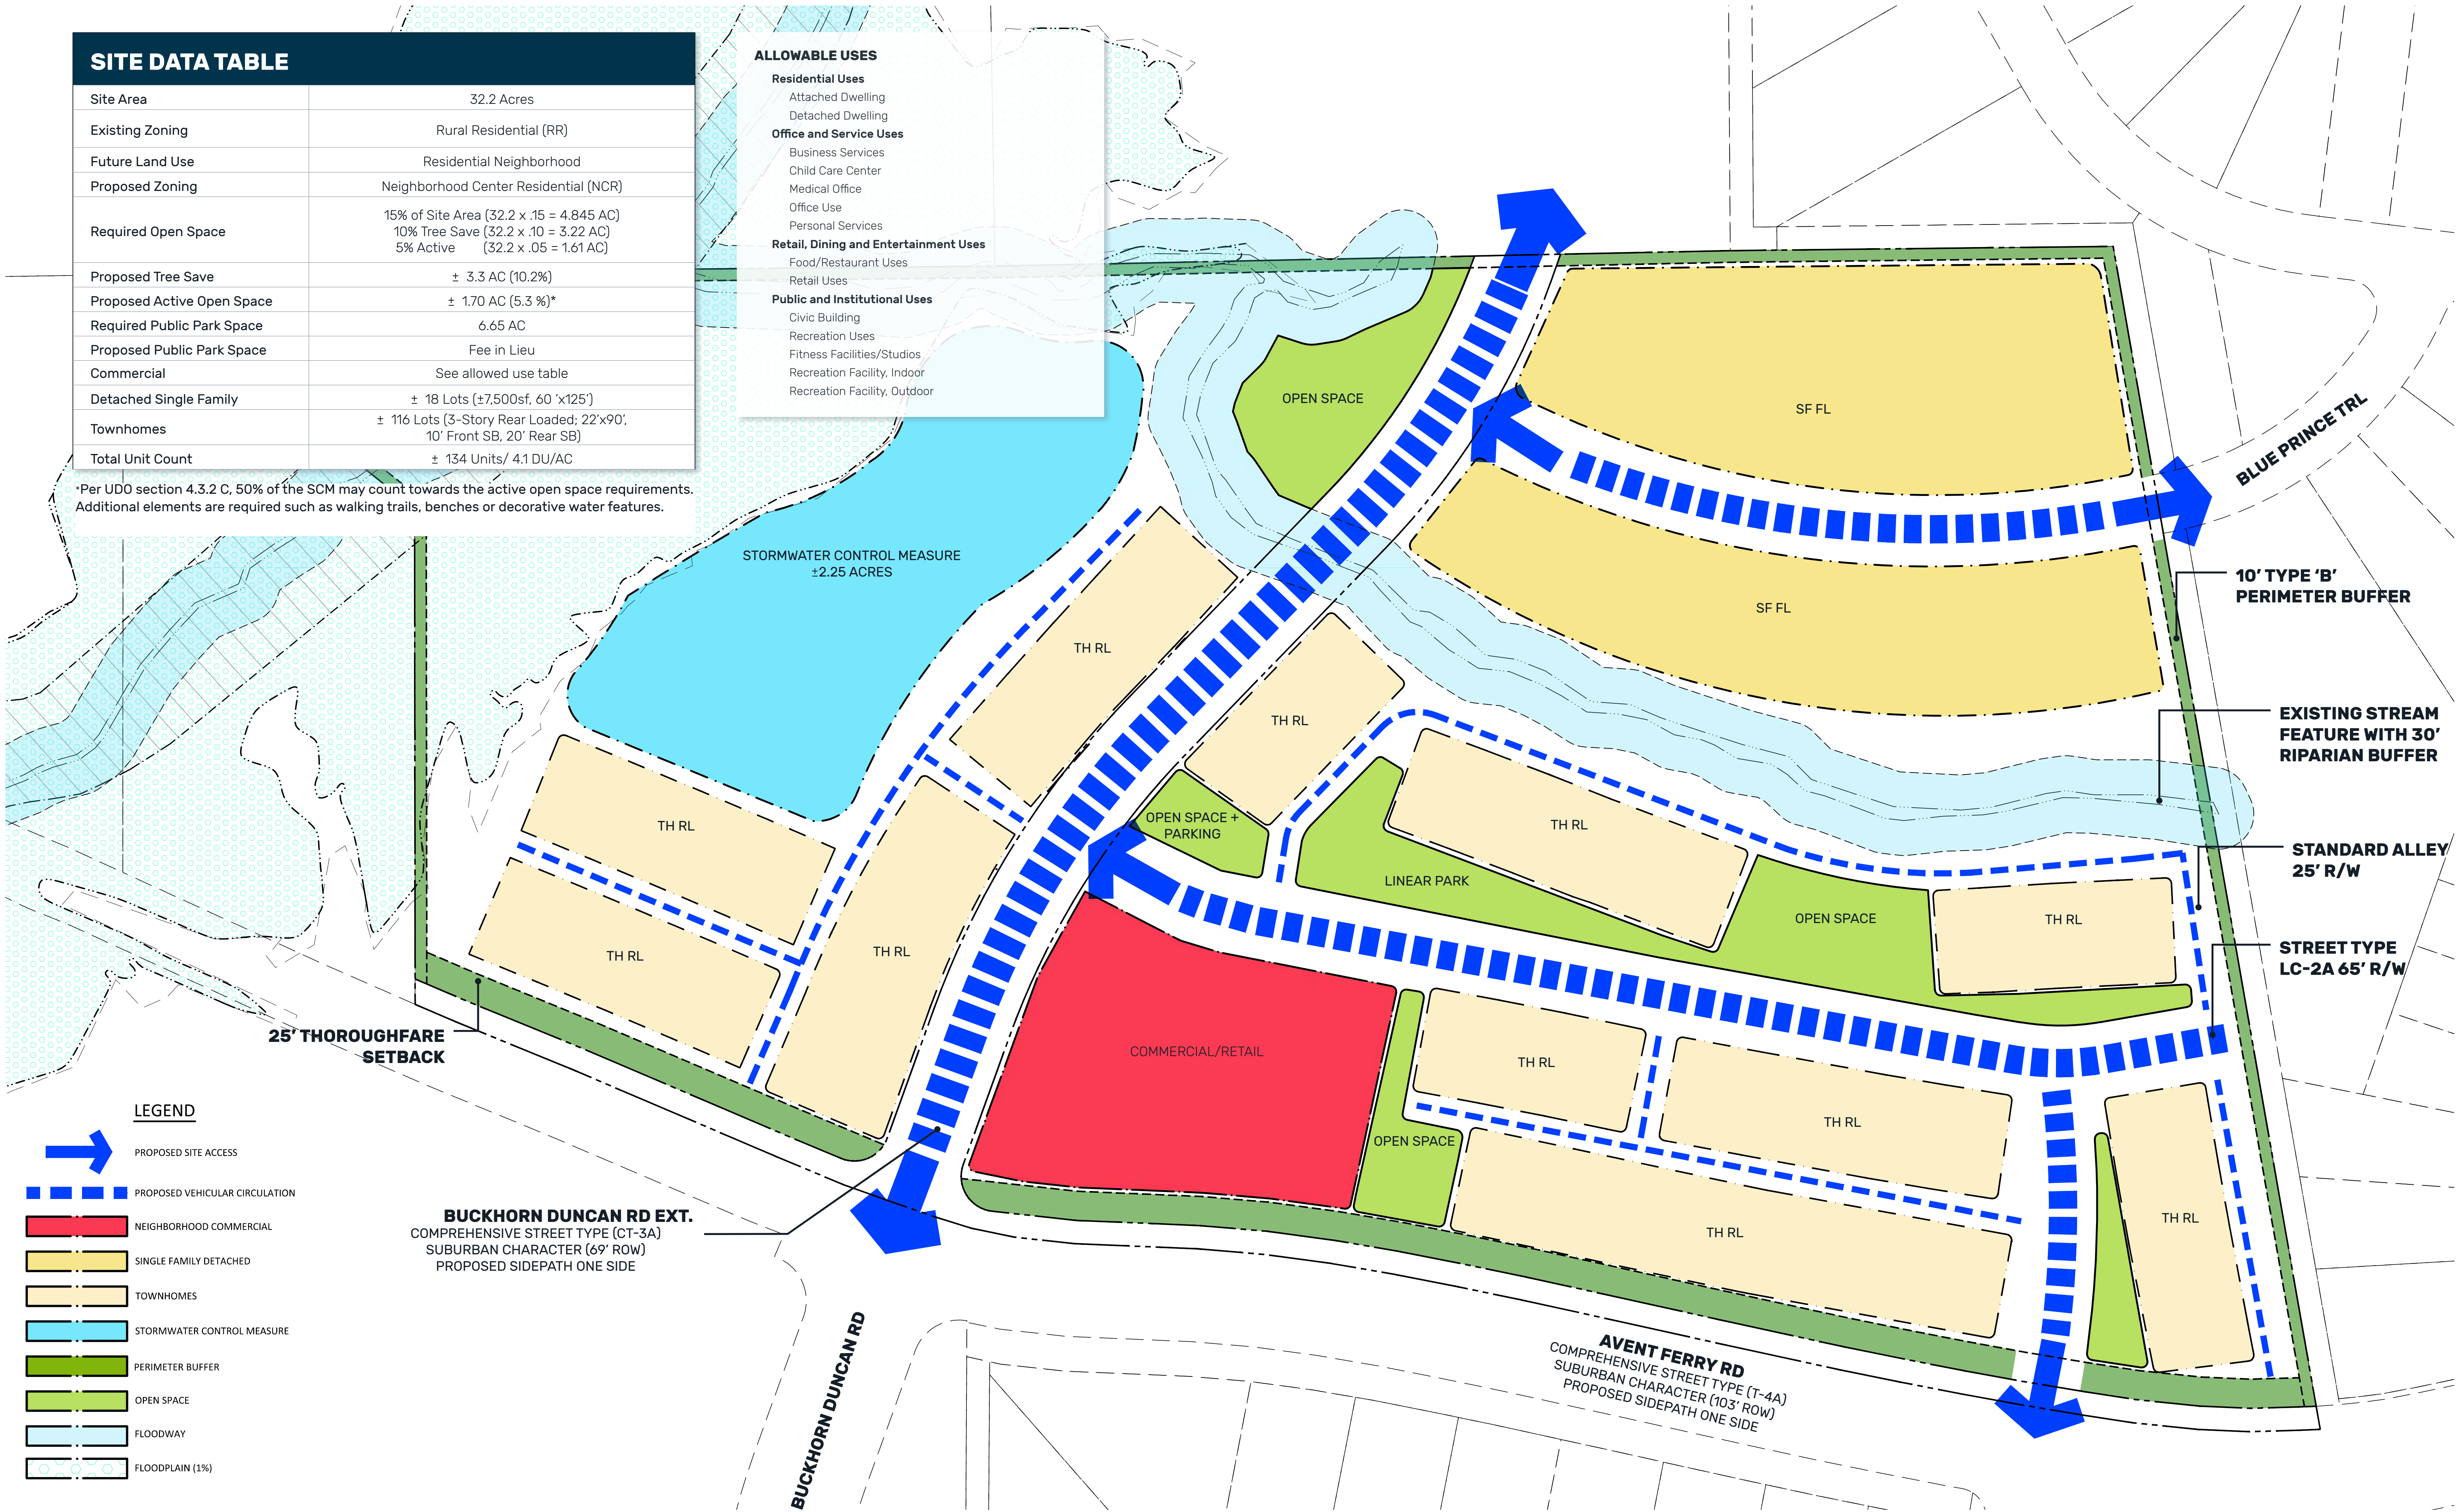 SITE DATA TABLE
Site Area 32.2 Acres
Existing Zoning Rural Residential (RR)
Future Land Use Residential Neighborhood
Proposed Zoning Neighborhood Center Residential (NCR)
Required Open Space 15% of Site Area (32.2 x .15 = 4.845 AC)
10% Tree Save (32.2 x .10 = 3.22 AC)
5% Active (32.2 x .05 = 1.61 AC)
Proposed Tree Save ± 3.3 AC (10.2%)
Proposed Active Open Space ± 1.70 AC (5.3 %)*
Required Public Park Space 6.65 AC
Proposed Public Park Space Fee in Lieu
Commercial See allowed use table
Detached Single Family ± 18 Lots (±7,500sf, 60 'x125')
Townhomes ± 116 Lots (3-Story Rear Loaded; 22'x90',
10' Front SB, 20' Rear SB)
Total Unit Count ± 134 Units/ 4.1 DU/AC
*Per UDO section 4.3.2 C, 50% of the SCM may count towards the active open space requirements.
Additional elements are required such as walking trails, benches or decorative water features.
ALLOWABLE USES
Residential Uses
Attached Dwelling
Detached Dwelling
Office and Service Uses
Business Services
Child Care Center
Medical Office
Office Use
Personal Services
Retail, Dining and Entertainment Uses
Food/Restaurant Uses
Retail Uses
Public and Institutional Uses
Civic Building
Recreation Uses
Fitness Facilities/Studios
Recreation Facility, Indoor
Recreation Facility, Outdoor
OPEN SPACE
SF FL
BLUE PRINCE TRL
STORMWATER CONTROL MEASURE
±2.25 ACRES
10' TYPE 'B'
PERIMETER BUFFER
SF FL
TH RL
TH RL
EXISTING STREAM
FEATURE WITH 30'
RIPARIAN BUFFER
TH RL
OPEN SPACE +
PARKING
TH RL
STANDARD ALLEY
25' R/W
LINEAR PARK
OPEN SPACE
TH RL
TH RL
TH RL
STREET TYPE
LC-2A 65' R/W
25' THOROUGHFARE
SETBACK
COMMERCIAL/RETAIL
TH RL
TH RL
OPEN SPACE
TH RL
TH RL
BUCKHORN DUNCAN RD EXT.
COMPREHENSIVE STREET TYPE (CT-3A)
SUBURBAN CHARACTER (69' ROW)
PROPOSED SIDEPATH ONE SIDE
BUCKHORN DUNCAN RD
AVENT FERRY RD
COMPREHENSIVE STREET TYPE (T-4A)
SUBURBAN CHARACTER (103' ROW)
PROPOSED SIDEPATH ONE SIDE
LEGEND
PROPOSED SITE ACCESS
PROPOSED VEHICULAR CIRCULATION
NEIGHBORHOOD COMMERCIAL
SINGLE FAMILY DETACHED
TOWNHOMES
STORMWATER CONTROL MEASURE
PERIMETER BUFFER
OPEN SPACE
FLOODWAY
FLOODPLAIN (1%)